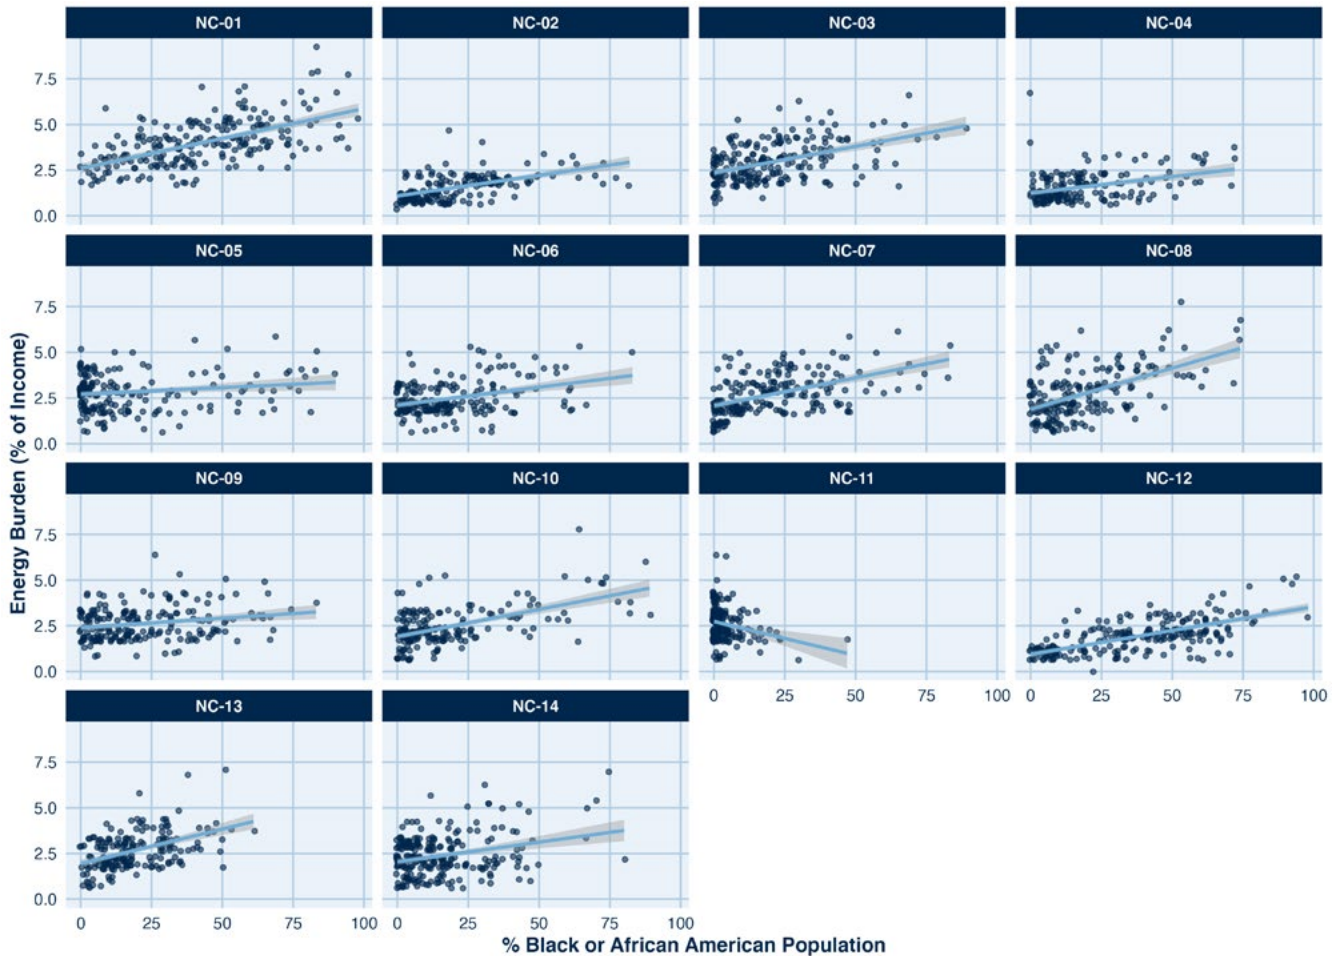 NC-01 NC-02 NC-03 NC-04
7.5
5.0
2.5
0.0
NC-05 NC-06 NC-07 NC-08
7.5
5.0
2.5
0.0
Energy Burden (% of Income)
NC-09 NC-10 NC-11 NC-12
7.5
5.0
2.5
0.0
0 25 50 75 100 0 25 50 75 100
NC-13 NC-14
7.5
5.0
2.5
0.0
0 25 50 75 100 0 25 50 75 100
% Black or African American Population